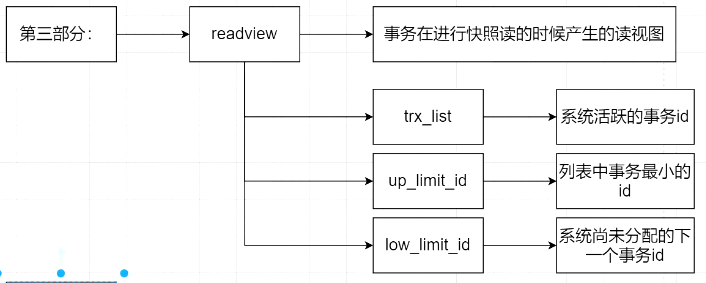 第三部分：
readview
事务在进行快照读的时候产生的读视图
trx_list
系统活跃的事务id
up_limit_id
列表中事务最小的
id
low_limit_id
系统尚未分配的下
一个事务id